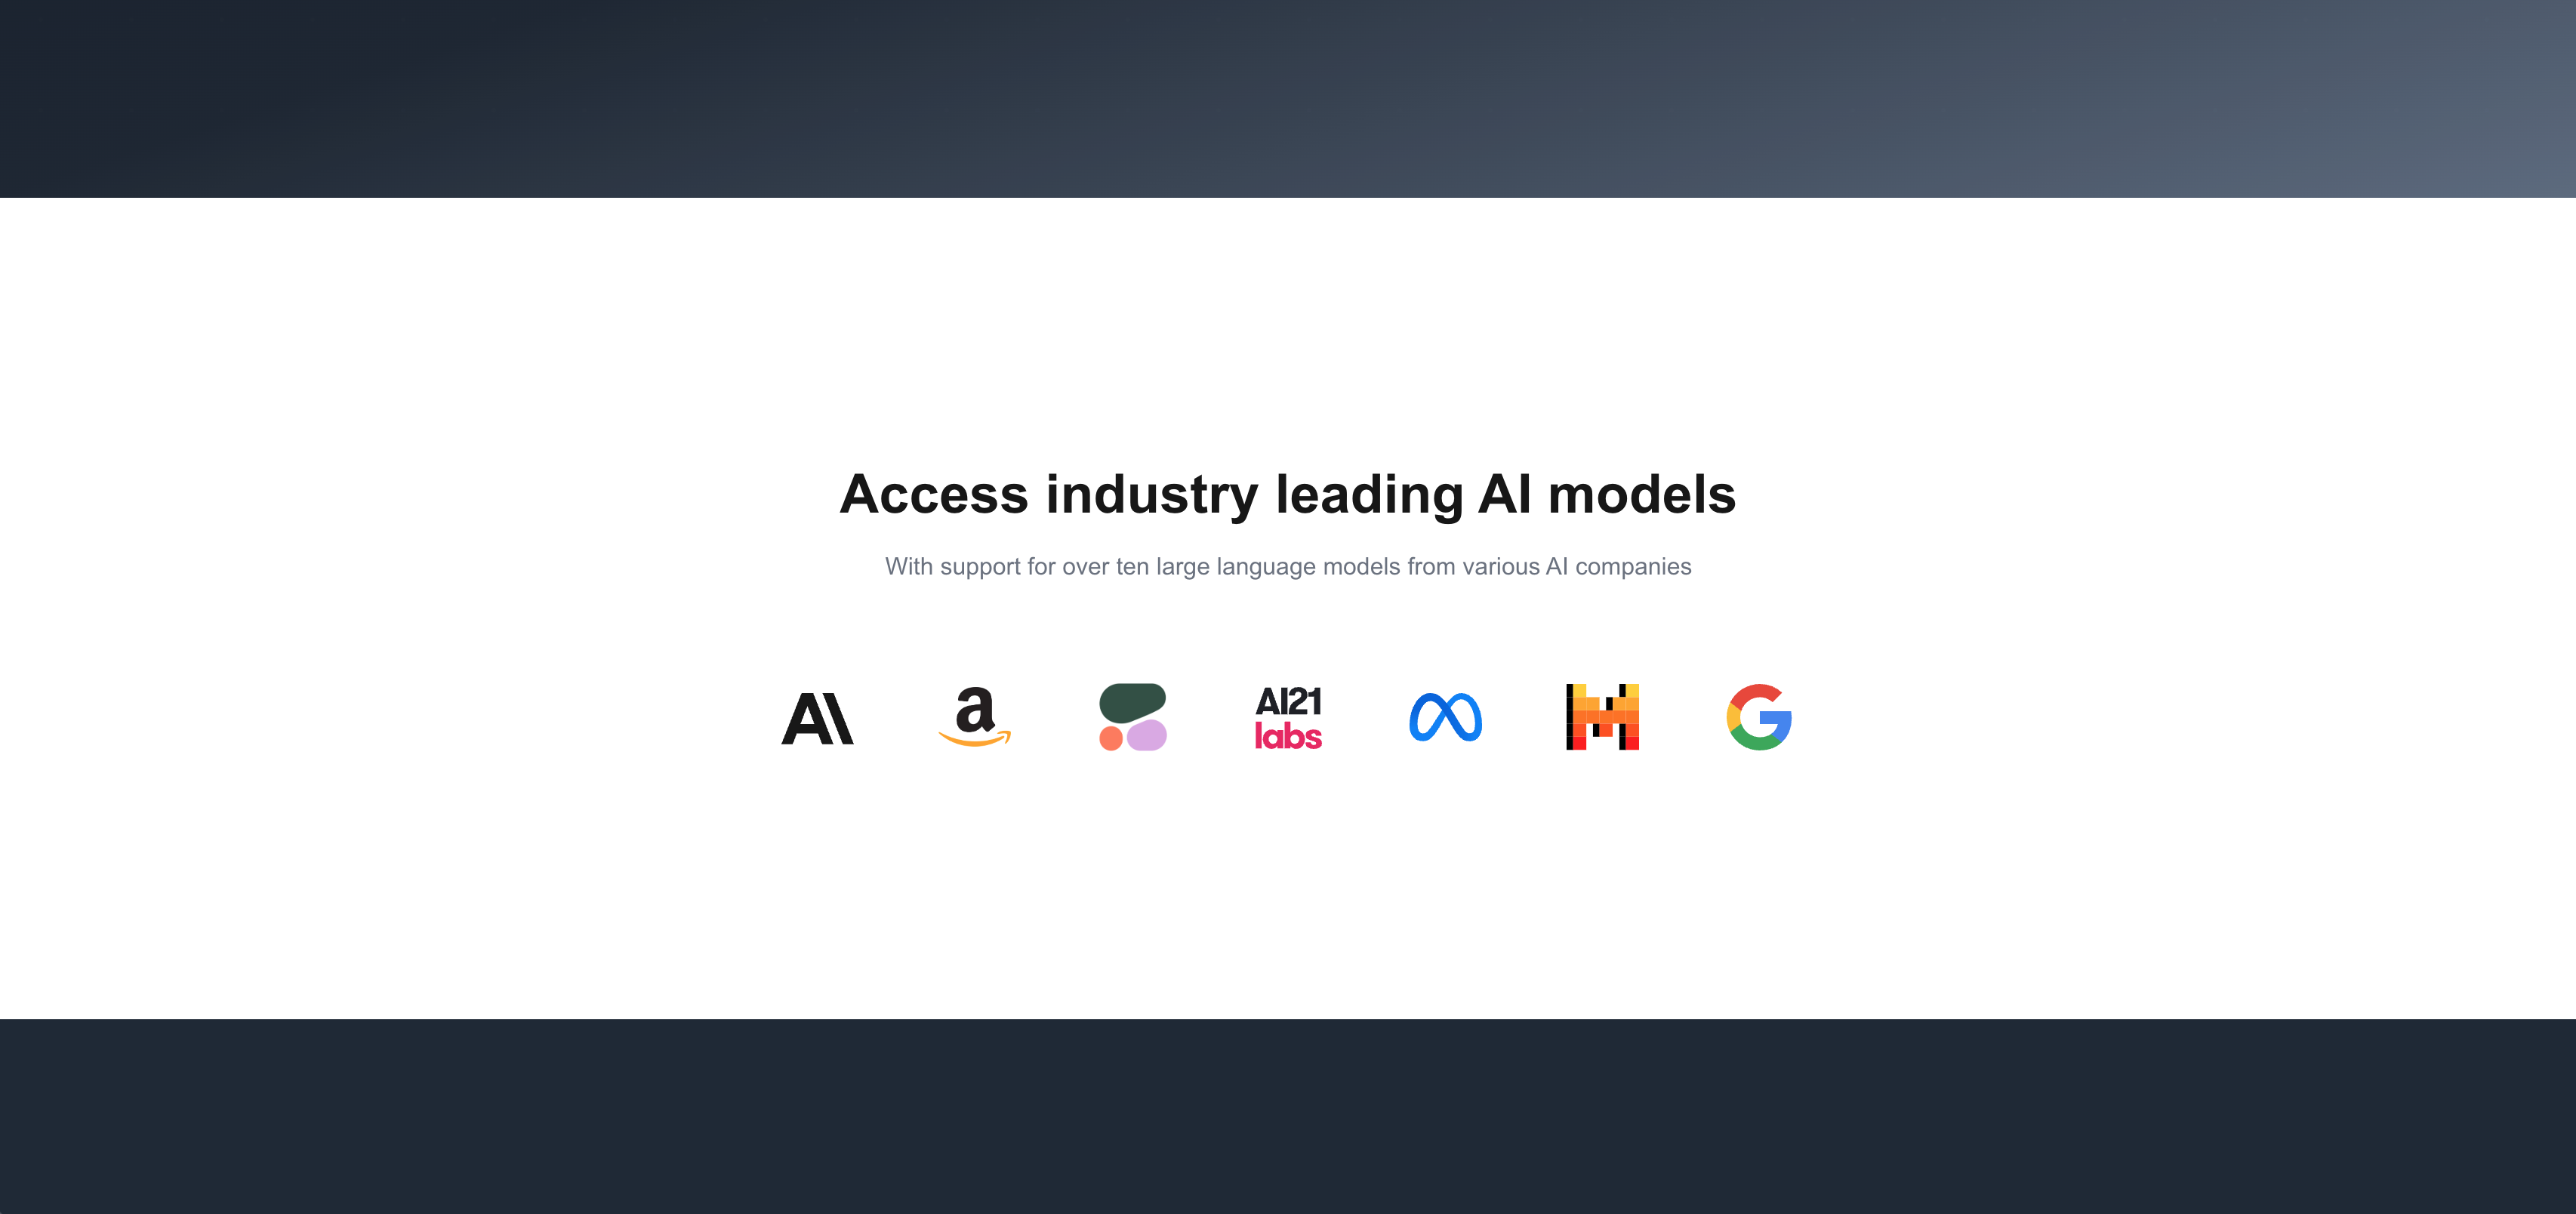 Access industry leading AI models
With support for over ten large language models from various AI companies
AI21
labs